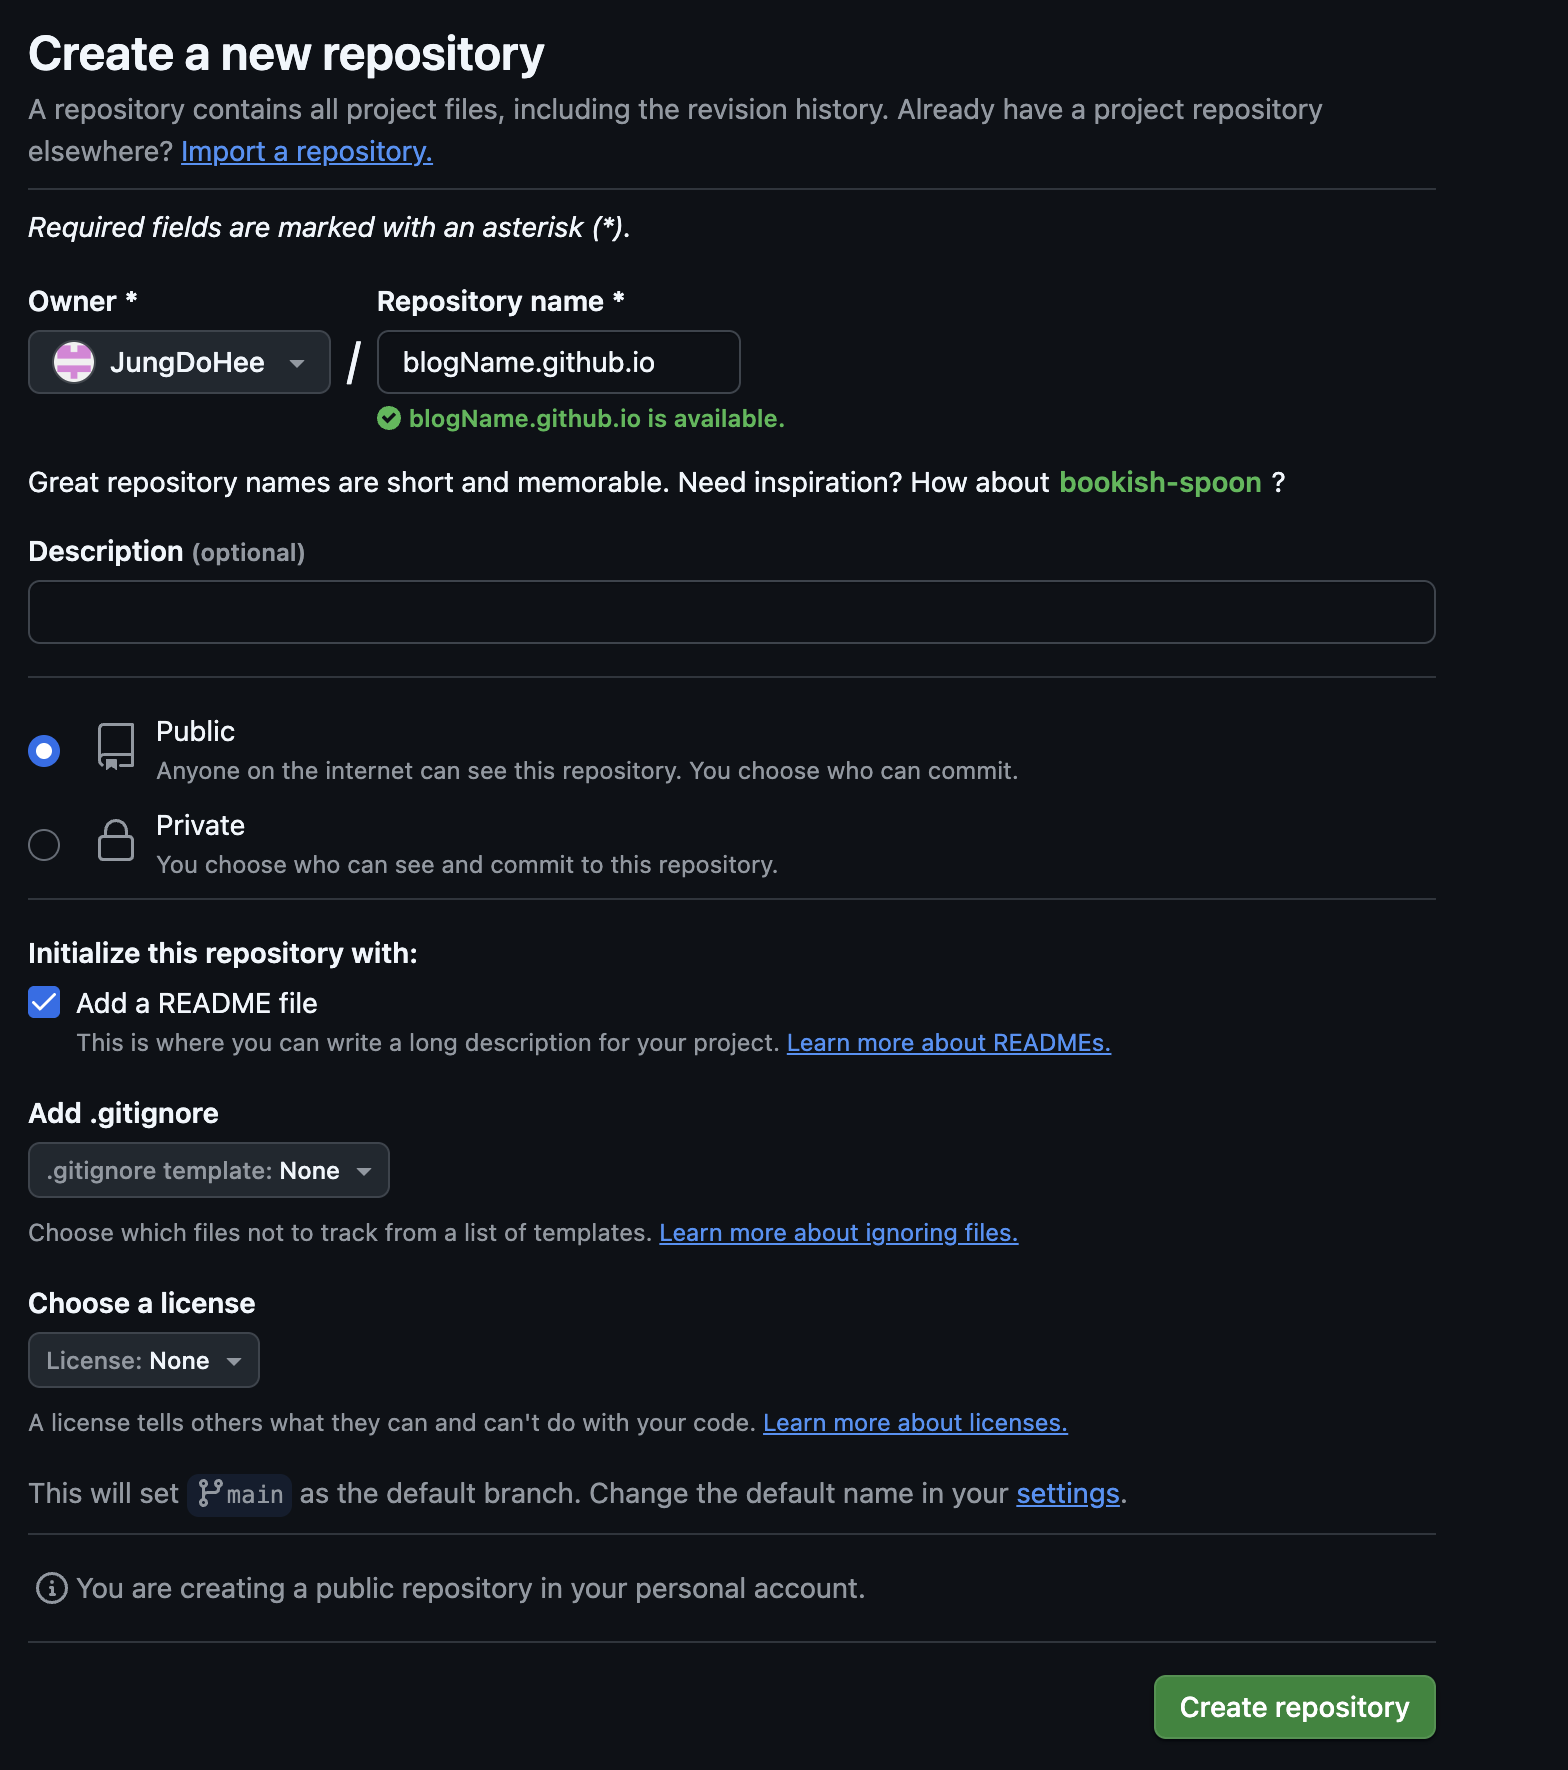 Create a new repository
A repository contains all project files, including the revision history. Already have a project repository
elsewhere? Import a repository.
Required fields are marked with an asterisk (*).
Owner *
Repository name *
JungDoHee
/
blogName.github.io
blogName.github.io is available.
Great repository names are short and memorable. Need inspiration? How about bookish-spoon ?
Description (optional)
Public
Anyone on the internet can see this repository. You choose who can commit.
Private
You choose who can see and commit to this repository.
Initialize this repository with:
Add a README file
This is where you can write a long description for your project. Learn more about READMEs.
Add .gitignore
.gitignore template: None
Choose which files not to track from a list of templates. Learn more about ignoring files.
Choose a license
License: None
A license tells others what they can and can't do with your code. Learn more about licenses.
This will set main as the default branch. Change the default name in your settings.
You are creating a public repository in your personal account.
Create repository